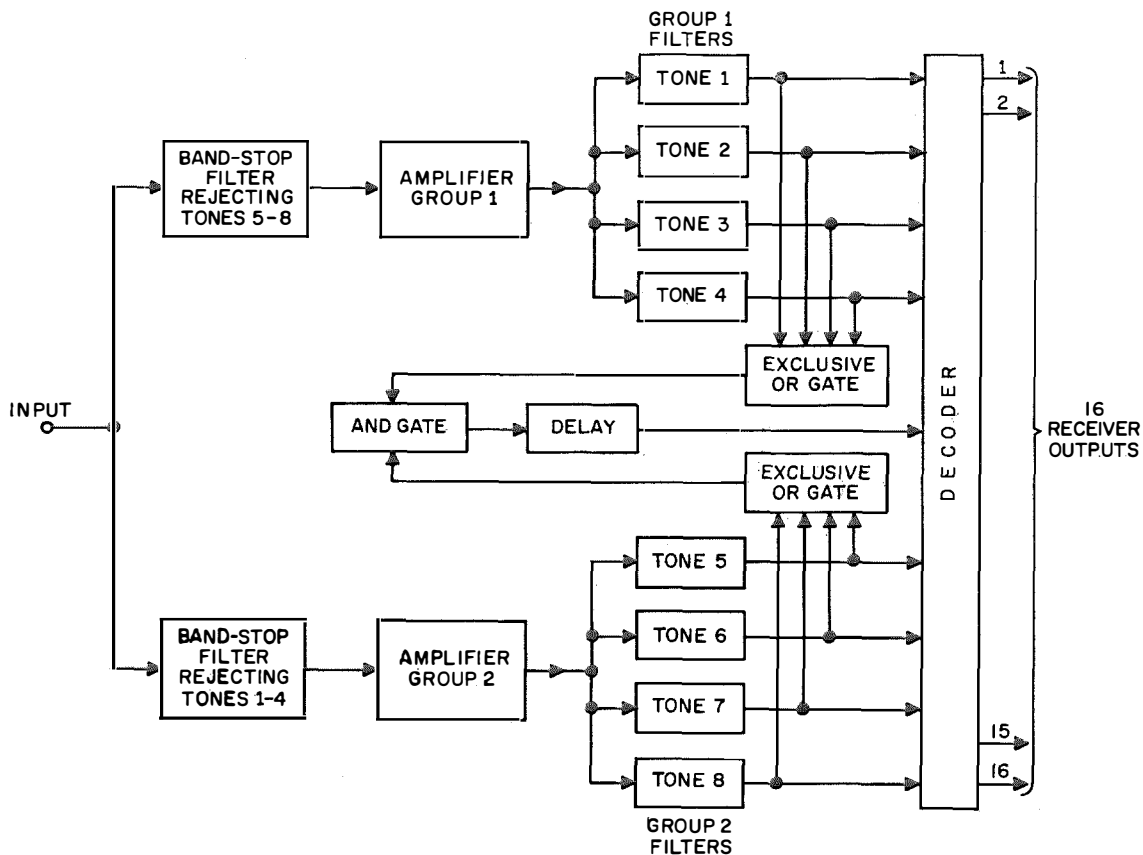 GROUP 1
FILTERS
TONE 1
TONE 2
TONE 3
TONE 4
BAND-STOP
FILTER
REJECTING
TONES 5-8
AMPLIFIER
GROUP 1
EXCLUSIVE
OR GATE
INPUT
AND GATE
DELAY
EXCLUSIVE
OR GATE
BAND-STOP
FILTER
REJECTING
TONES 1-4
AMPLIFIER
GROUP 2
TONE 5
TONE 6
TONE 7
TONE 8
GROUP 2
FILTERS
DECODER
1
2
15
16
16
RECEIVER
OUTPUTS